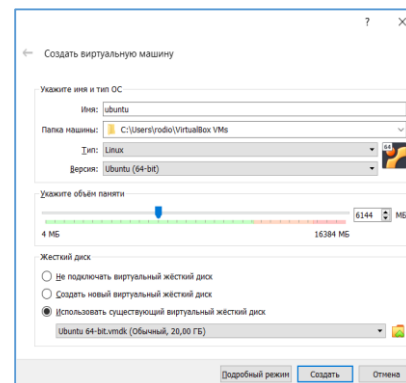 ?
Создать виртуальную машину
Укажите имя и тип ОС
Имя: ubuntu
Папка машины: C:\Users\rodio\VirtualBox VMs
Тип: Linux
64
Версия: Ubuntu (64-bit)
Укажите объём памяти
6144 МБ
4 МБ 16384 МБ
Жесткий диск
Не подключать виртуальный жёсткий диск
Создать новый виртуальный жёсткий диск
Использовать существующий виртуальный жёсткий диск
Ubuntu 64-bit.vmdk (Обычный, 20,00 ГБ)
Подробный режим Создать Отмена